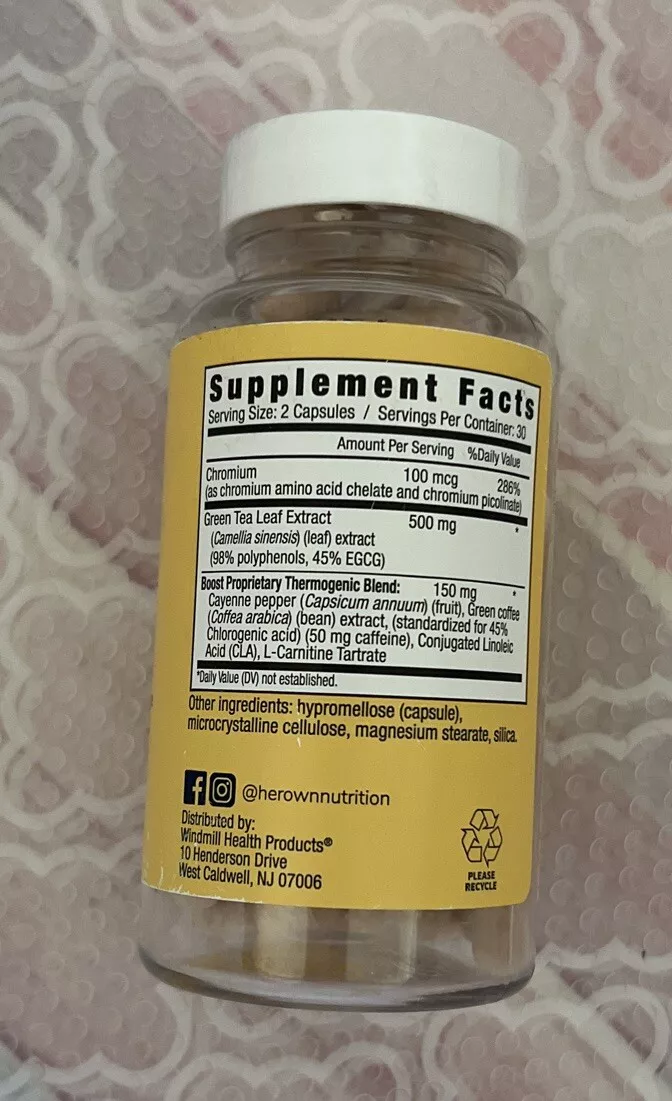 Supplement Facts
Serving Size: 2 Capsules / Servings Per Container: 30
Amount Per Serving %Daily Value
Chromium 100 mcg 286%
(as chromium amino acid chelate and chromium picolinate)
Green Tea Leaf Extract 500 mg *
(Camellia sinensis) (leaf) extract
(98% polyphenols, 45% EGCG)
Boost Proprietary Thermogenic Blend: 150 mg *
Cayenne pepper (Capsicum annuum) (fruit), Green coffee
(Coffea arabica) (bean) extract, (standardized for 45%
Chlorogenic acid) (50 mg caffeine), Conjugated Linoleic
Acid (CLA), L-Carnitine Tartrate
*Daily Value (DV) not established.
Other ingredients: hypromellose (capsule),
microcrystalline cellulose, magnesium stearate, silica.
@herownnutrition
Distributed by:
Windmill Health Products®
10 Henderson Drive
West Caldwell, NJ 07006
PLEASE
RECYCLE